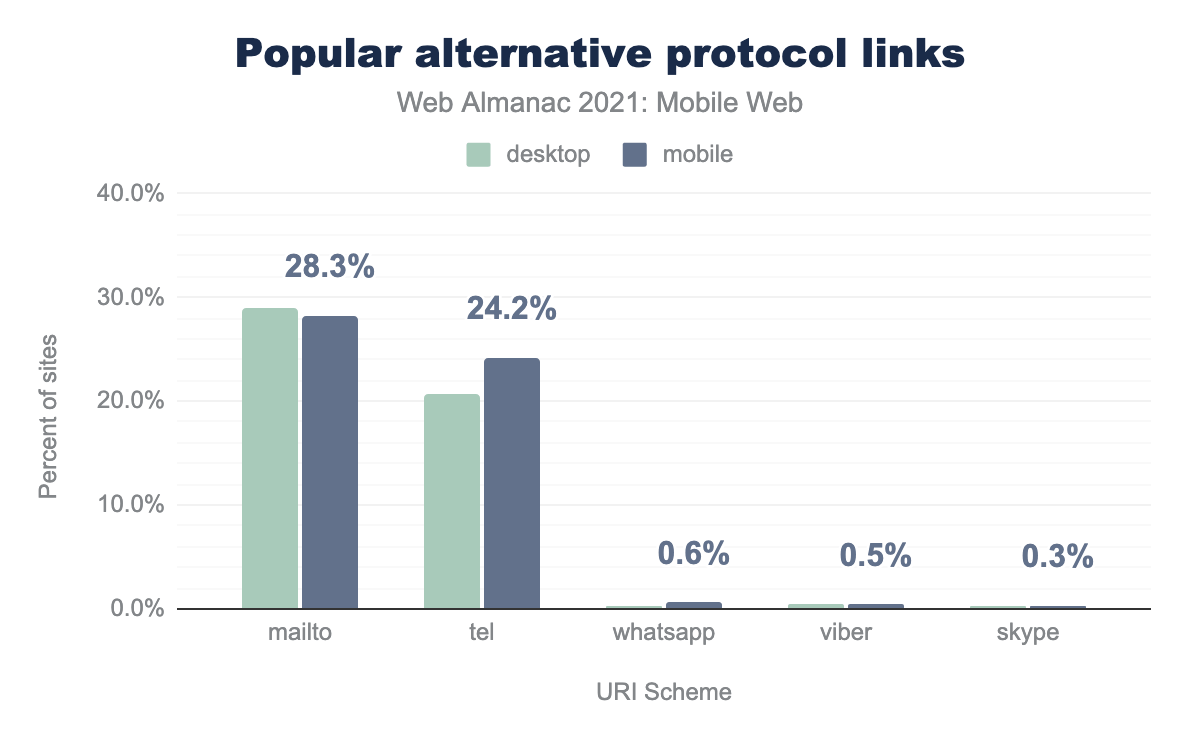 Popular alternative protocol links
Web Almanac 2021: Mobile Web
desktop mobile
40.0%
30.0%
20.0%
10.0%
0.0%
Percent of sites
28.3%
24.2%
0.6%
0.5%
0.3%
mailto tel whatsapp viber skype
URI Scheme